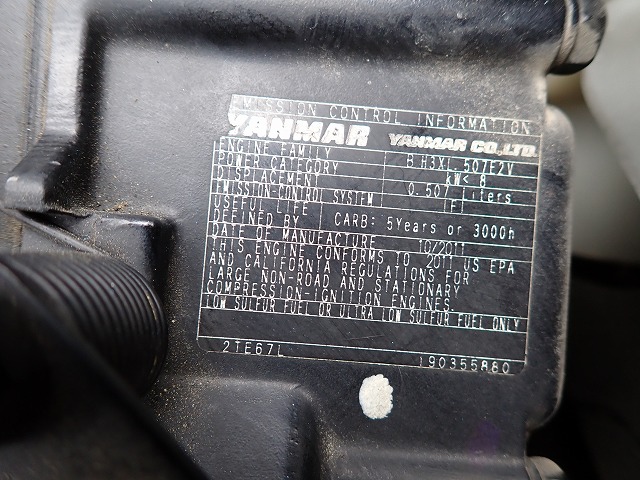 EMISSION CONTROL INFORMATION
YANMAR YANMAR CO.,LTD.
ENGINE FAMILY BH3XL.507E2V
POWER CATEGORY kW< 8
DISPLACEMENT 0.507 liters
EMISSION-CONTROL SYSTEM IFI
USEFUL LIFE
DEFINED BY CARB: 5Years or 3000h
DATE OF MANUFACTURE 10/2011
THIS ENGINE CONFORMS TO 2011 US EPA
AND CALIFORNIA REGULATIONS FOR
LARGE NON-ROAD AND STATIONARY
COMPRESSION-IGNITION ENGINES.
LOW SULFUR FUEL OR ULTRA LOW SULFUR FUEL ONLY
2TE67L 190355880